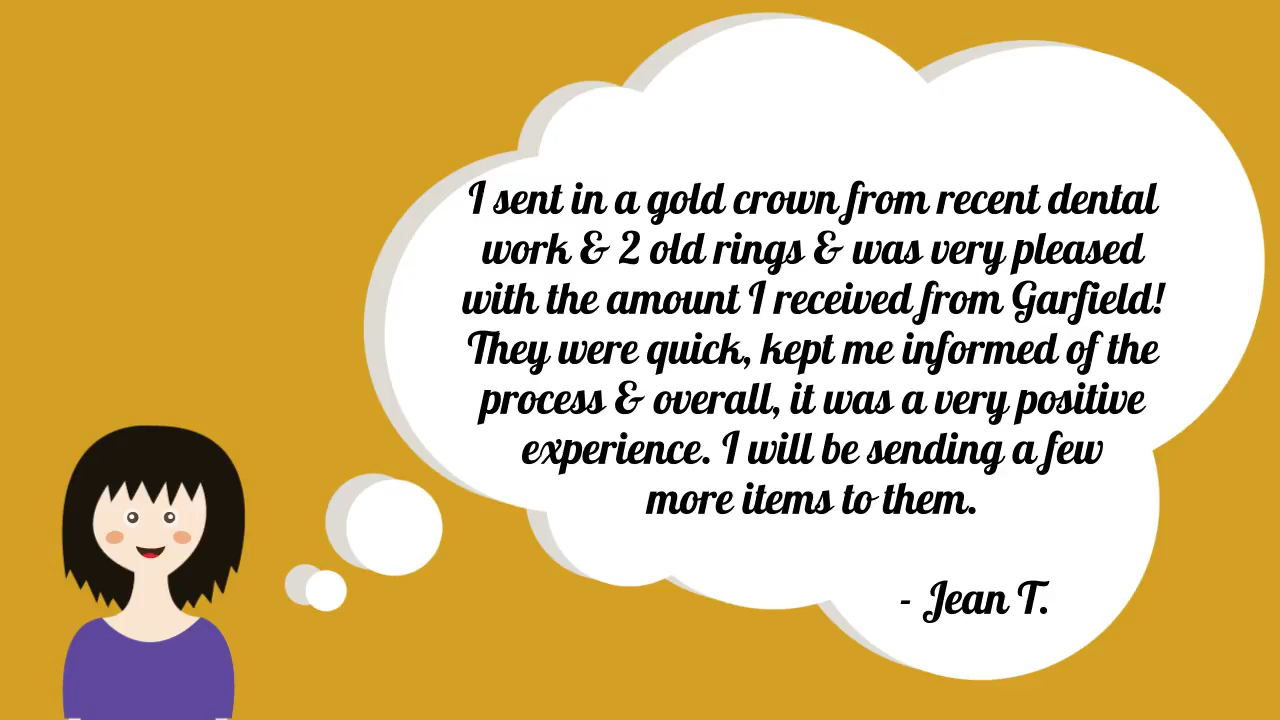 I sent in a gold crown from recent dental
work & 2 old rings & was very pleased
with the amount I received from Garfield!
They were quick, kept me informed of the
process & overall, it was a very positive
experience. I will be sending a few
more items to them.
- Jean T.